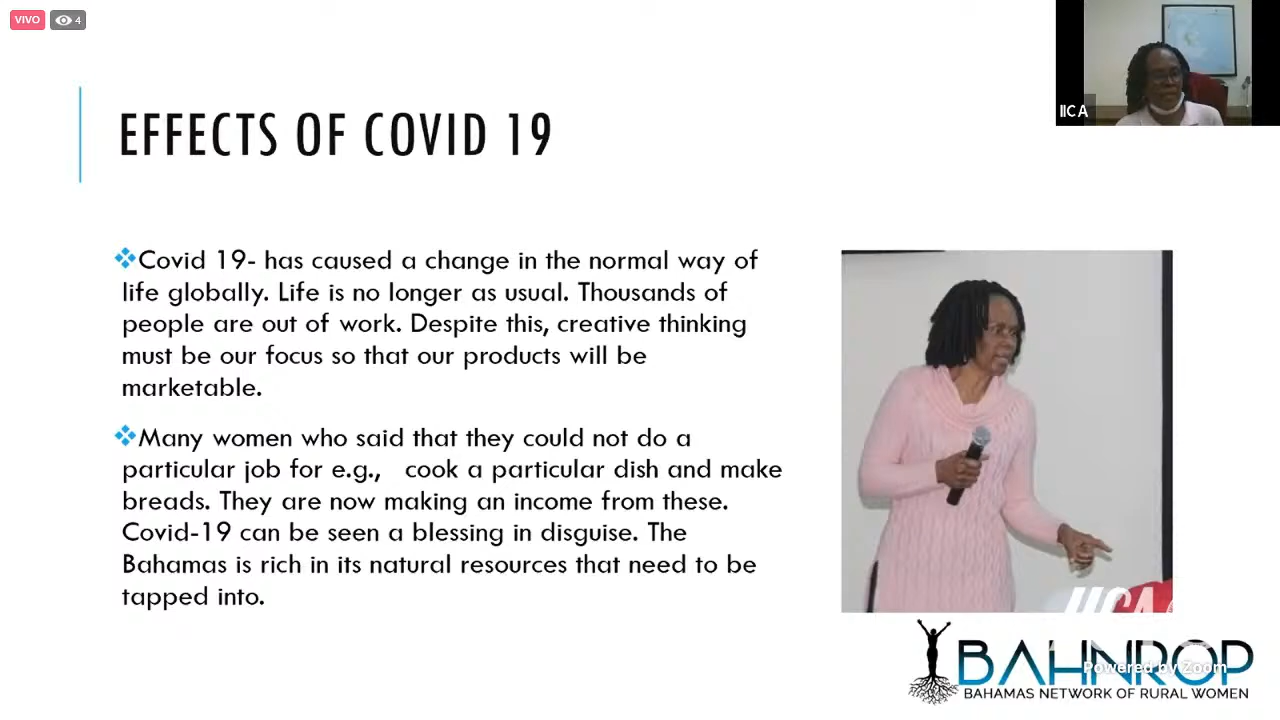 VIVO
4
IICA
EFFECTS OF COVID 19
Covid 19- has caused a change in the normal way of
life globally. Life is no longer as usual. Thousands of
people are out of work. Despite this, creative thinking
must be our focus so that our products will be
marketable.
Many women who said that they could not do a
particular job for e.g., cook a particular dish and make
breads. They are now making an income from these.
Covid-19 can be seen a blessing in disguise. The
Bahamas is rich in its natural resources that need to be
tapped into.
IICA
BAHNROP
Powered by Zoom
BAHAMAS NETWORK OF RURAL WOMEN